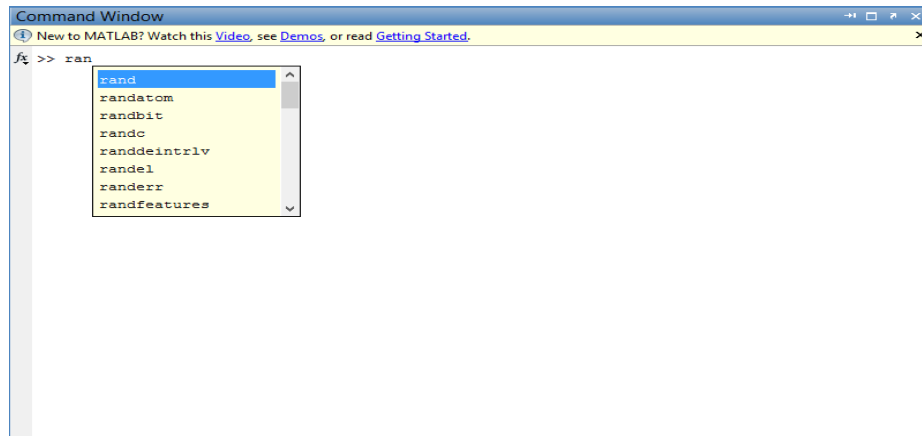 Command Window
New to MATLAB? Watch this Video, see Demos, or read Getting Started.
fx >> ran
rand
randatom
randbit
randc
randdeintrlv
randel
randerr
randfeatures